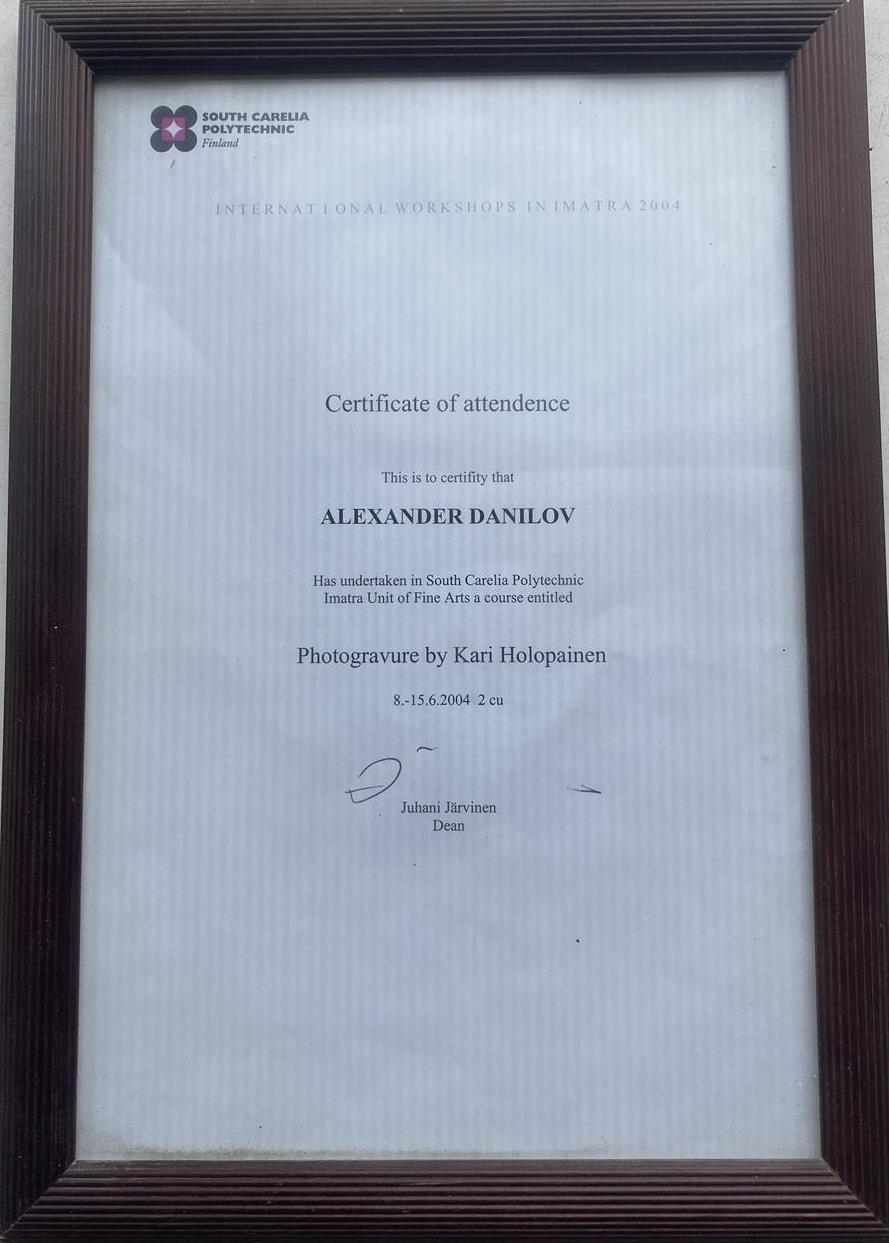 SOUTH CARELIA
POLYTECHNIC
Finland
INTERNATIONAL WORKSHOPS IN IMATRA 2004
Certificate of attendence
This is to certifity that
ALEXANDER DANILOV
Has undertaken in South Carelia Polytechnic
Imatra Unit of Fine Arts a course entitled
Photogravure by Kari Holopainen
8.-15.6.2004 2 cu
Juhani Järvinen
Dean